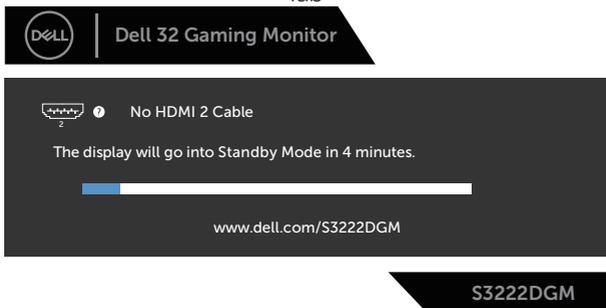 DELL
Dell 32 Gaming Monitor
2
? No HDMI 2 Cable
The display will go into Standby Mode in 4 minutes.
www.dell.com/S3222DGM
S3222DGM